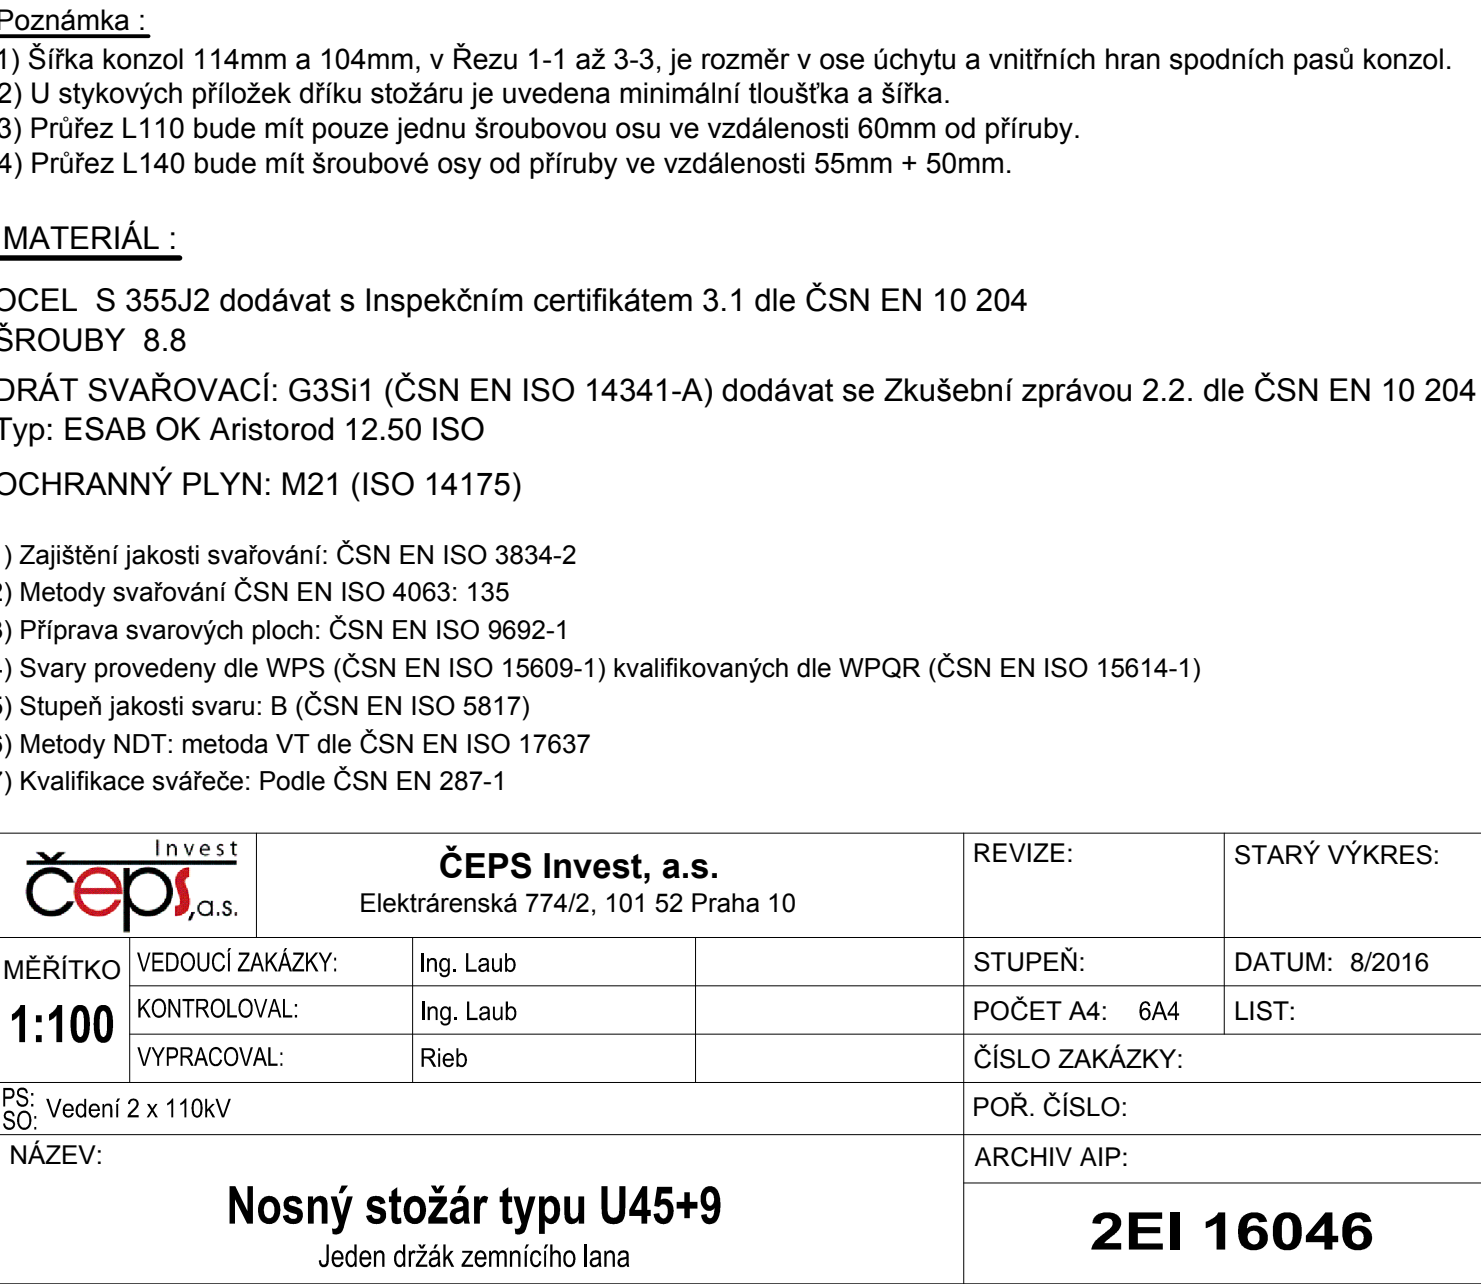 Poznámka :
1) Šířka konzol 114mm a 104mm, v Řezu 1-1 až 3-3, je rozměr v ose úchytu a vnitřních hran spodních pasů konzol.
2) U stykových příložek dříku stožáru je uvedena minimální tloušťka a šířka.
3) Průřez L110 bude mít pouze jednu šroubovou osu ve vzdálenosti 60mm od příruby.
4) Průřez L140 bude mít šroubové osy od příruby ve vzdálenosti 55mm + 50mm.
MATERIÁL :
OCEL S 355J2 dodávat s Inspekčním certifikátem 3.1 dle ČSN EN 10 204
ŠROUBY 8.8
DRÁT SVAŘOVACÍ: G3Si1 (ČSN EN ISO 14341-A) dodávat se Zkušební zprávou 2.2. dle ČSN EN 10 204
Typ: ESAB OK Aristorod 12.50 ISO
OCHRANNÝ PLYN: M21 (ISO 14175)
1) Zajištění jakosti svařování: ČSN EN ISO 3834-2
2) Metody svařování ČSN EN ISO 4063: 135
3) Příprava svarových ploch: ČSN EN ISO 9692-1
4) Svary provedeny dle WPS (ČSN EN ISO 15609-1) kvalifikovaných dle WPQR (ČSN EN ISO 15614-1)
5) Stupeň jakosti svaru: B (ČSN EN ISO 5817)
6) Metody NDT: metoda VT dle ČSN EN ISO 17637
7) Kvalifikace svářeče: Podle ČSN EN 287-1
Invest
čeps,a.s.
ČEPS Invest, a.s.
Elektrárenská 774/2, 101 52 Praha 10
REVIZE:
STARÝ VÝKRES:
MĚŘÍTKO
1:100
VEDOUCÍ ZAKÁZKY: Ing. Laub
STUPEŇ:
DATUM: 8/2016
KONTROLOVAL: Ing. Laub
POČET A4: 6A4
LIST:
VYPRACOVAL: Rieb
ČÍSLO ZAKÁZKY:
PS:
SO: Vedení 2 x 110kV
POŘ. ČÍSLO:
NÁZEV:
Nosný stožár typu U45+9
Jeden držák zemnícího lana
ARCHIV AIP:
2EI 16046